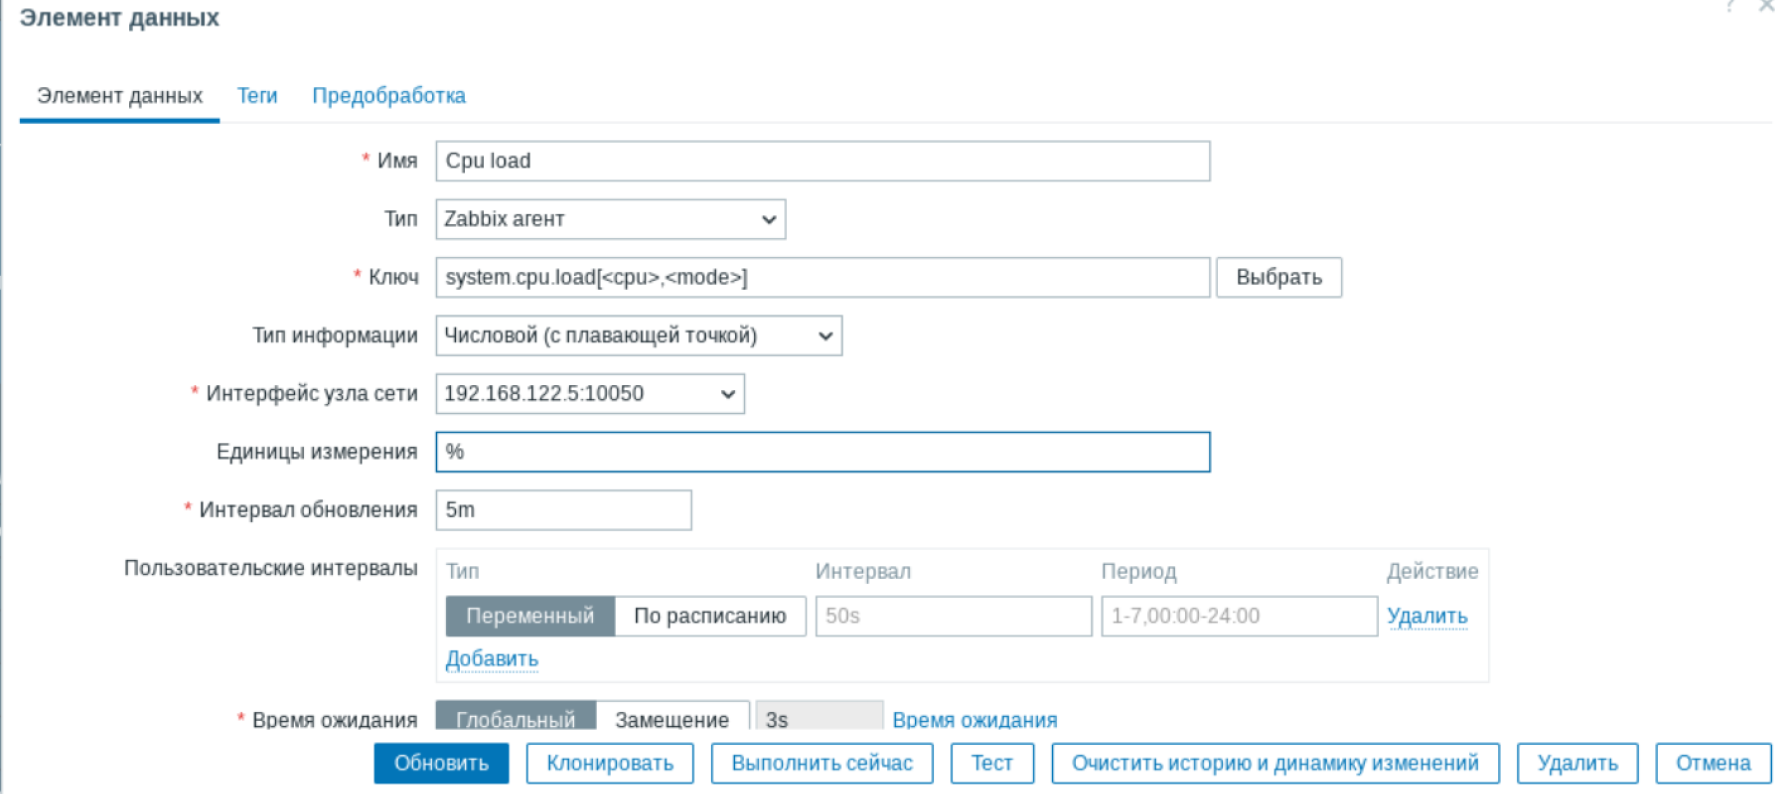 Элемент данных ?
Элемент данных Теги Предобработка
* Имя Cpu load
Тип Zabbix агент
* Ключ system.cpu.load[<cpu>,<mode>] Выбрать
Тип информации Числовой (с плавающей точкой)
* Интерфейс узла сети 192.168.122.5:10050
Единицы измерения %
* Интервал обновления 5m
Пользовательские интервалы Тип Интервал Период Действие
Переменный По расписанию 50s 1-7,00:00-24:00 Удалить
Добавить
* Время ожидания Глобальный Замещение 3s Время ожидания
Обновить Клонировать Выполнить сейчас Тест Очистить историю и динамику изменений Удалить Отмена